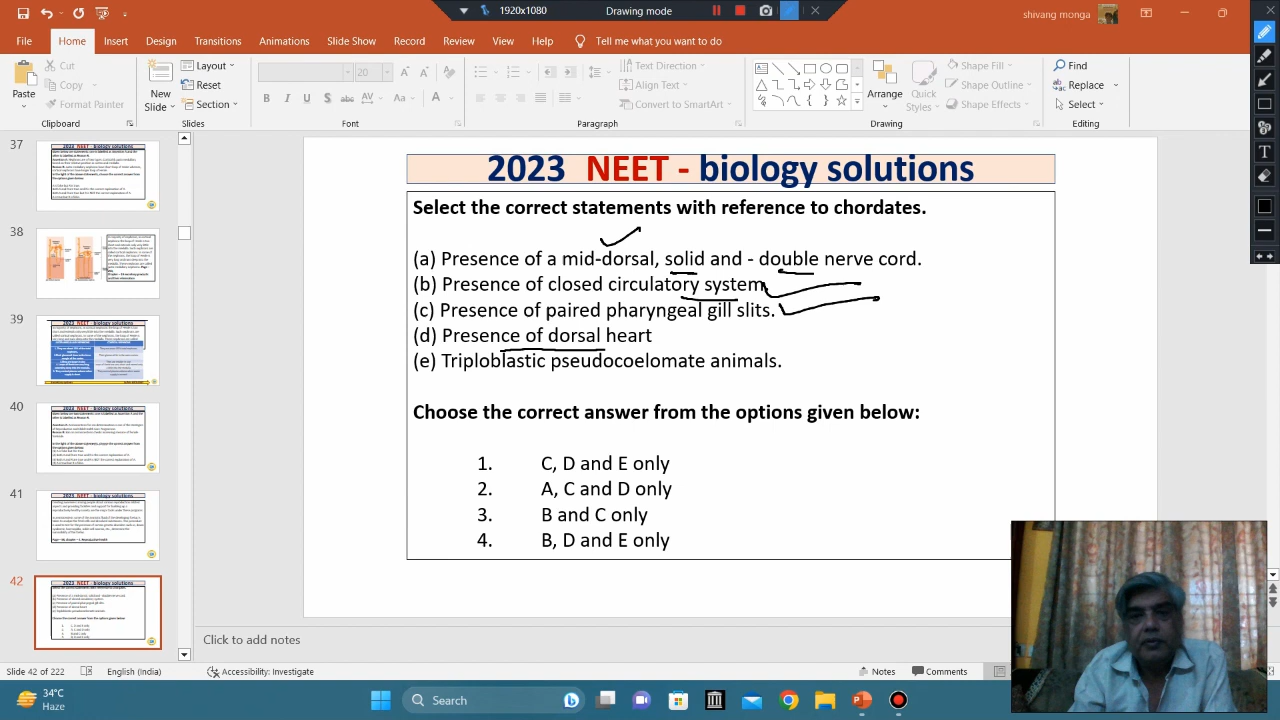 1920x1080
Drawing mode
shivang monga
File Home Insert Design Transitions Animations Slide Show Record Review View Help Tell me what you want to do
Paste
Cut
Copy
Format Painter
Clipboard
New Slide
Layout
Reset
Section
Slides
20
Font
Text Direction
Align Text
Convert to SmartArt
Paragraph
Arrange
Quick Styles
Shape Fill
Shape Outline
Shape Effects
Drawing
Find
Replace
Select
Editing
37
38
39
41
42
2023 NEET - biology solutions
Select the correct statements with reference to chordates.
(a) Presence of a mid-dorsal, solid and - double nerve cord.
(b) Presence of closed circulatory system
(c) Presence of paired pharyngeal gill slits.
(d) Presence of dorsal heart
(e) Triploblastic pseudocoelomate animals.
Choose the correct answer from the options given below:
1. C, D and E only
2. A, C and D only
3. B and C only
4. B, D and E only
Click to add notes
Slide 42 of 222 English (India) Accessibility: Investigate Notes Comments
34°C
Haze
Search